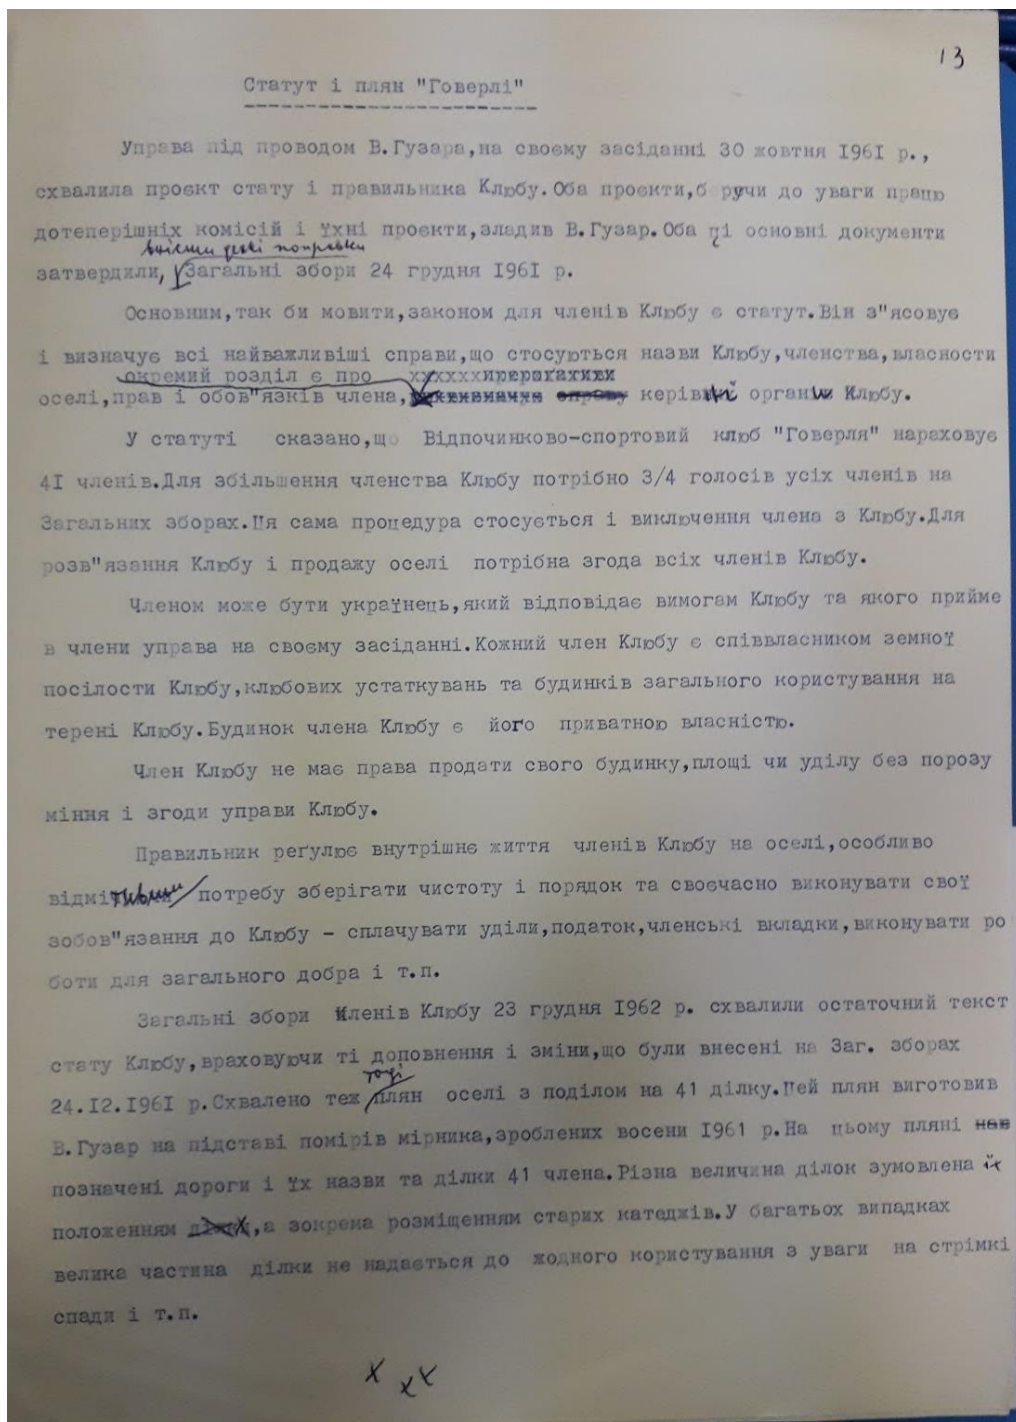 13
Статут і плян "Говерлі"
Управа під проводом В.Гузара,на своєму засіданні 30 жовтня 1961 р.,
схвалила проєкт стату і правильника Клюбу.Оба проєкти,беручи до уваги працю
дотеперішніх комісій і їхні проєкти,зладив В.Гузар.Оба ці основні документи
внісши деякі поправки
затвердили, Загальні збори 24 грудня 1961 р.
Основним,так би мовити,законом для членів Клюбу є статут.Він з"ясовує
і визначує всі найважливіші справи,що стосуються назви Клюбу,членства,власности
окремий розділ є про хххххх прерогативи
оселі,прав і обов"язків члена, керівної органи Клюбу.
У статуті сказано,що Відпочинково-спортовий клюб "Говерля" нараховує
41 членів.Для збільшення членства Клюбу потрібно 3/4 голосів усіх членів на
Загальних зборах.Ця сама процедура стосується і виключення члена з Клюбу.Для
розв"язання Клюбу і продажу оселі потрібна згода всіх членів Клюбу.
Членом може бути українець,який відповідає вимогам Клюбу та якого прийме
в члени управа на своєму засіданні.Кожний член Клюбу є співвласником земної
посілости Клюбу,клюбових устаткувань та будинків загального користування на
терені Клюбу.Будинок члена Клюбу є його приватною власністю.
Член Клюбу не має права продати свого будинку,площі чи уділу без порозу
міння і згоди управи Клюбу.
Правильник реґулює внутрішнє життя членів Клюбу на оселі,особливо
відмітивши потребу зберігати чистоту і порядок та своєчасно виконувати свої
зобов"язання до Клюбу - сплачувати уділи,податок,членські вкладки,виконувати ро
боти для загального добра і т.п.
Загальні збори Членів Клюбу 23 грудня 1962 р. схвалили остаточний текст
стату Клюбу,враховуючи ті доповнення і зміни,що були внесені на Заг. зборах
тоді
24.12.1961 р.Схвалено теж плян оселі з поділом на 41 ділку.Цей плян виготовив
В.Гузар на підставі помірів мірника,зроблених восени 1961 р.На цьому пляні нав
позначені дороги і їх назви та ділки 41 члена.Різна величина ділок зумовлена їх
положенням ,а зокрема розміщенням старих катеджів.У багатьох випадках
велика частина ділки не надається до жодного користування з уваги на стрімкі
спади і т.п.
х х х